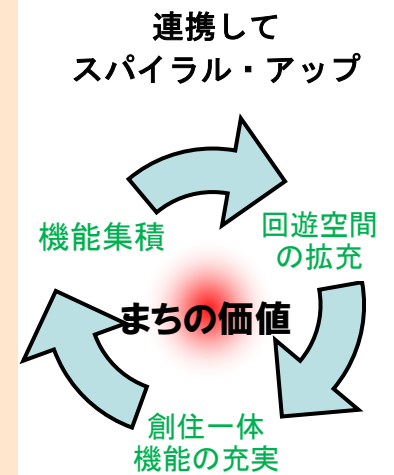 連携して
スパイラル・アップ
機能集積
回遊空間
の拡充
まちの価値
創住一体
機能の充実